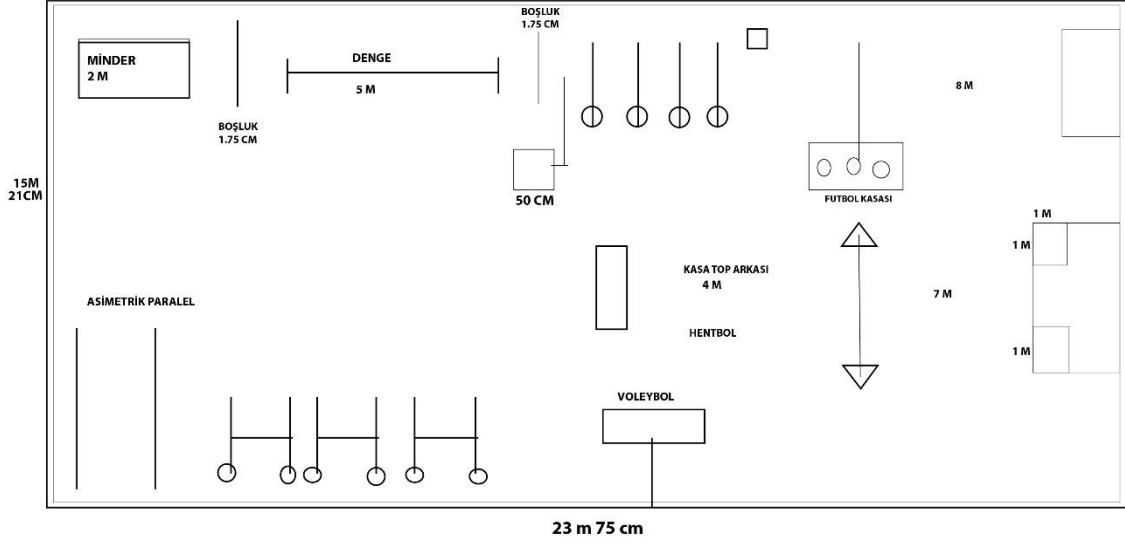 BOŞLUK
1.75 CM
MİNDER
2 M
DENGE
5 M
8 M
BOŞLUK
1.75 CM
15M
21CM
50 CM
FUTBOL KASASI
1 M
1 M
KASA TOP ARKASI
4 M
7 M
ASİMETRİK PARALEL
HENTBOL
1 M
VOLEYBOL
23 m 75 cm